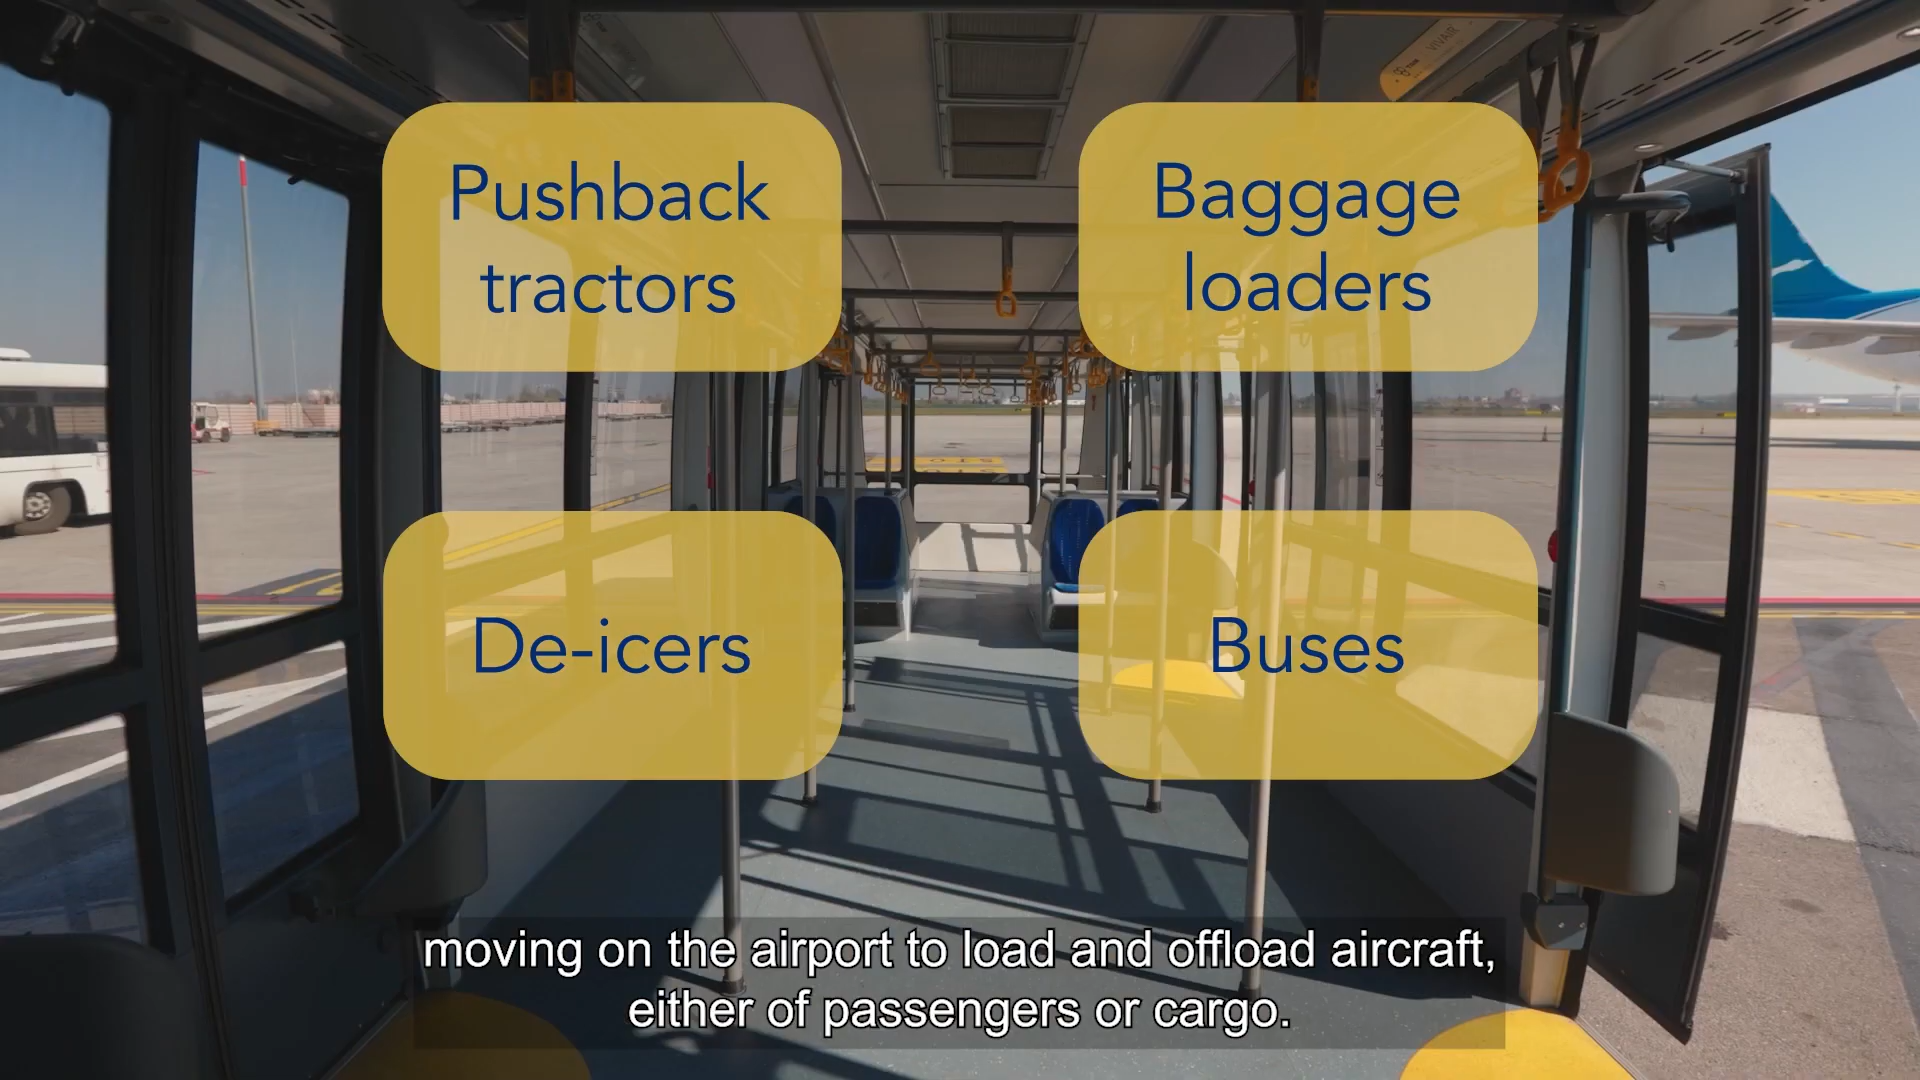 Pushback
tractors
Baggage
loaders
De-icers
Buses
moving on the airport to load and offload aircraft,
either of passengers or cargo.